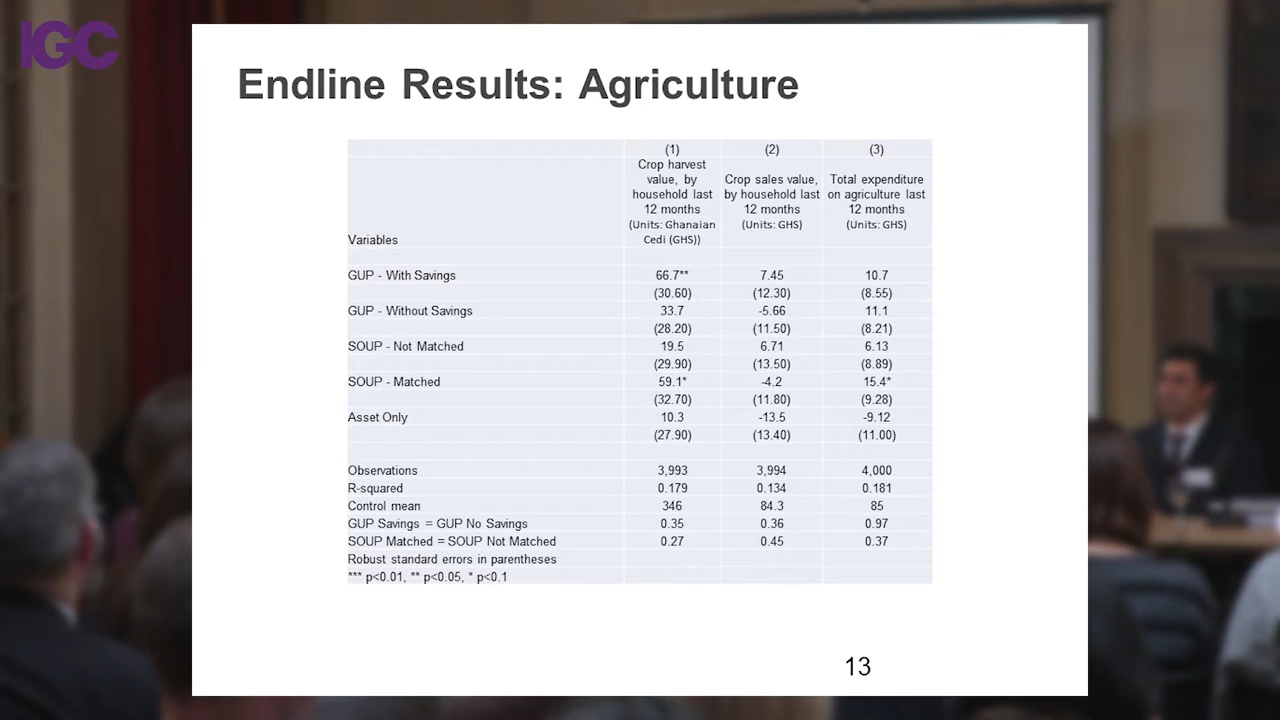 IGC
Endline Results: Agriculture
(1) (2) (3)
Variables Crop harvest value, by household last 12 months (Units: Ghanaian Cedi (GHS)) Crop sales value, by household last 12 months (Units: GHS) Total expenditure on agriculture last 12 months (Units: GHS)
GUP - With Savings 66.7** 7.45 10.7
(30.60) (12.30) (8.55)
GUP - Without Savings 33.7 -5.66 11.1
(28.20) (11.50) (8.21)
SOUP - Not Matched 19.5 6.71 6.13
(29.90) (13.50) (8.89)
SOUP - Matched 59.1* -4.2 15.4*
(32.70) (11.80) (9.28)
Asset Only 10.3 -13.5 -9.12
(27.90) (13.40) (11.00)
Observations 3,993 3,994 4,000
R-squared 0.179 0.134 0.181
Control mean 346 84.3 85
GUP Savings = GUP No Savings 0.35 0.36 0.97
SOUP Matched = SOUP Not Matched 0.27 0.45 0.37
Robust standard errors in parentheses
*** p<0.01, ** p<0.05, * p<0.1
13